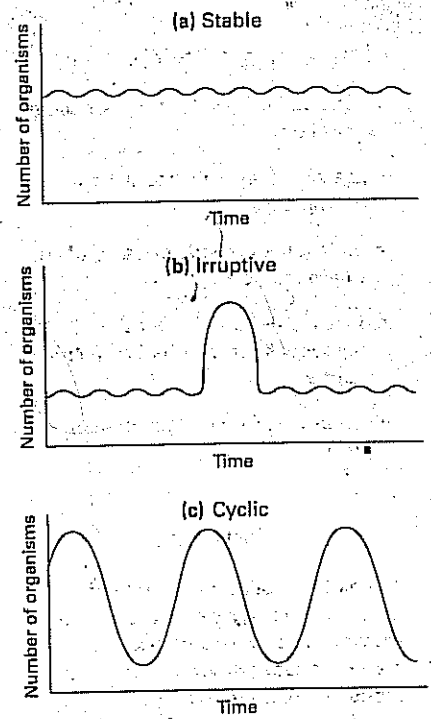 (a) Stable
Number of organisms
Time
(b) Irruptive
Number of organisms
Time
(c) Cyclic
Number of organisms
Time